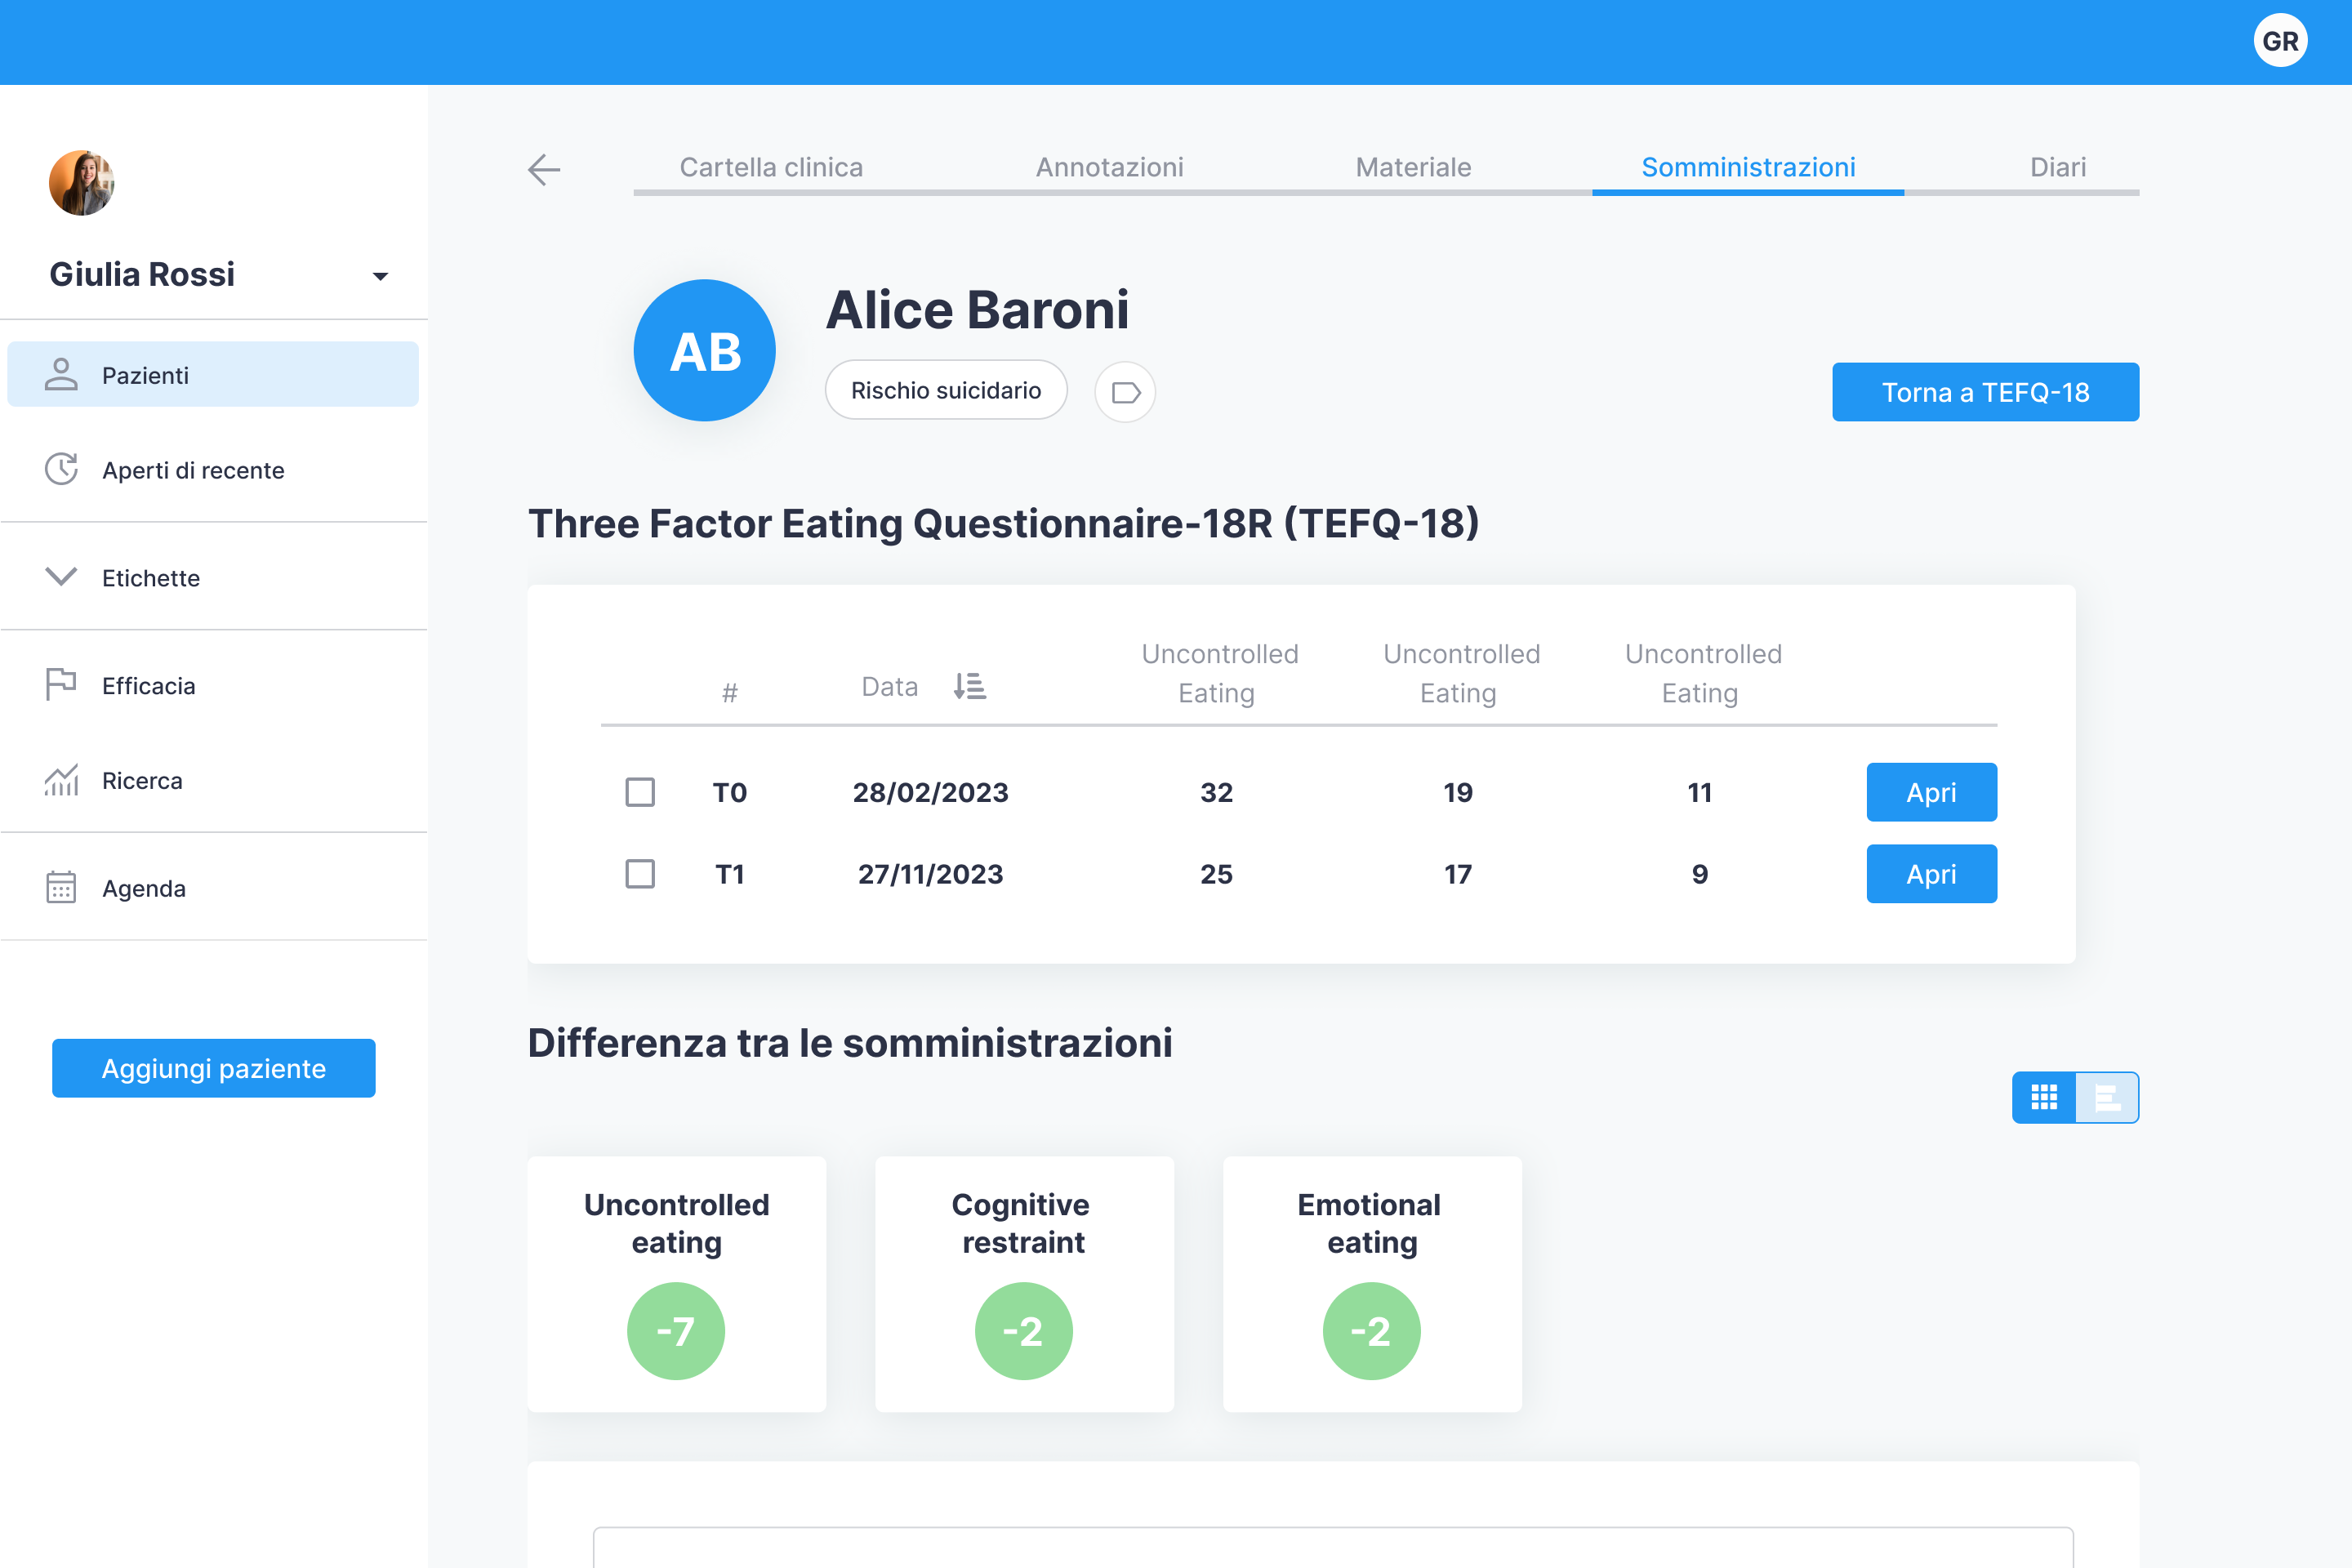 GR
Giulia Rossi
Pazienti
Aperti di recente
Etichette
Efficacia
Ricerca
Agenda
Aggiungi paziente
Cartella clinica
Annotazioni
Materiale
Somministrazioni
Diari
AB
Alice Baroni
Rischio suicidario
Torna a TEFQ-18
Three Factor Eating Questionnaire-18R (TEFQ-18)
#
Data
Uncontrolled
Eating
Uncontrolled
Eating
Uncontrolled
Eating
T0 28/02/2023 32 19 11 Apri
T1 27/11/2023 25 17 9 Apri
Differenza tra le somministrazioni
Uncontrolled
eating
-7
Cognitive
restraint
-2
Emotional
eating
-2